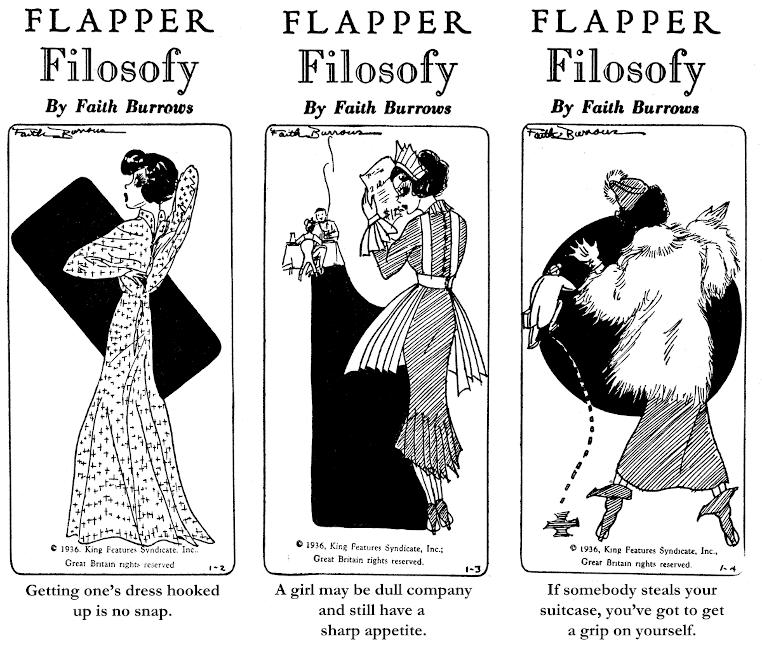 FLAPPER
Filosofy
By Faith Burrows
Faith Burrows
© 1936, King Features Syndicate, Inc.,
Great Britain rights reserved.
1-2
Getting one's dress hooked
up is no snap.
FLAPPER
Filosofy
By Faith Burrows
Faith Burrows
© 1936, King Features Syndicate, Inc.;
Great Britain rights reserved.
1-3
A girl may be dull company
and still have a
sharp appetite.
FLAPPER
Filosofy
By Faith Burrows
Faith Burrows
© 1936, King Features Syndicate, Inc.,
Great Britain rights reserved.
1-4
If somebody steals your
suitcase, you've got to get
a grip on yourself.